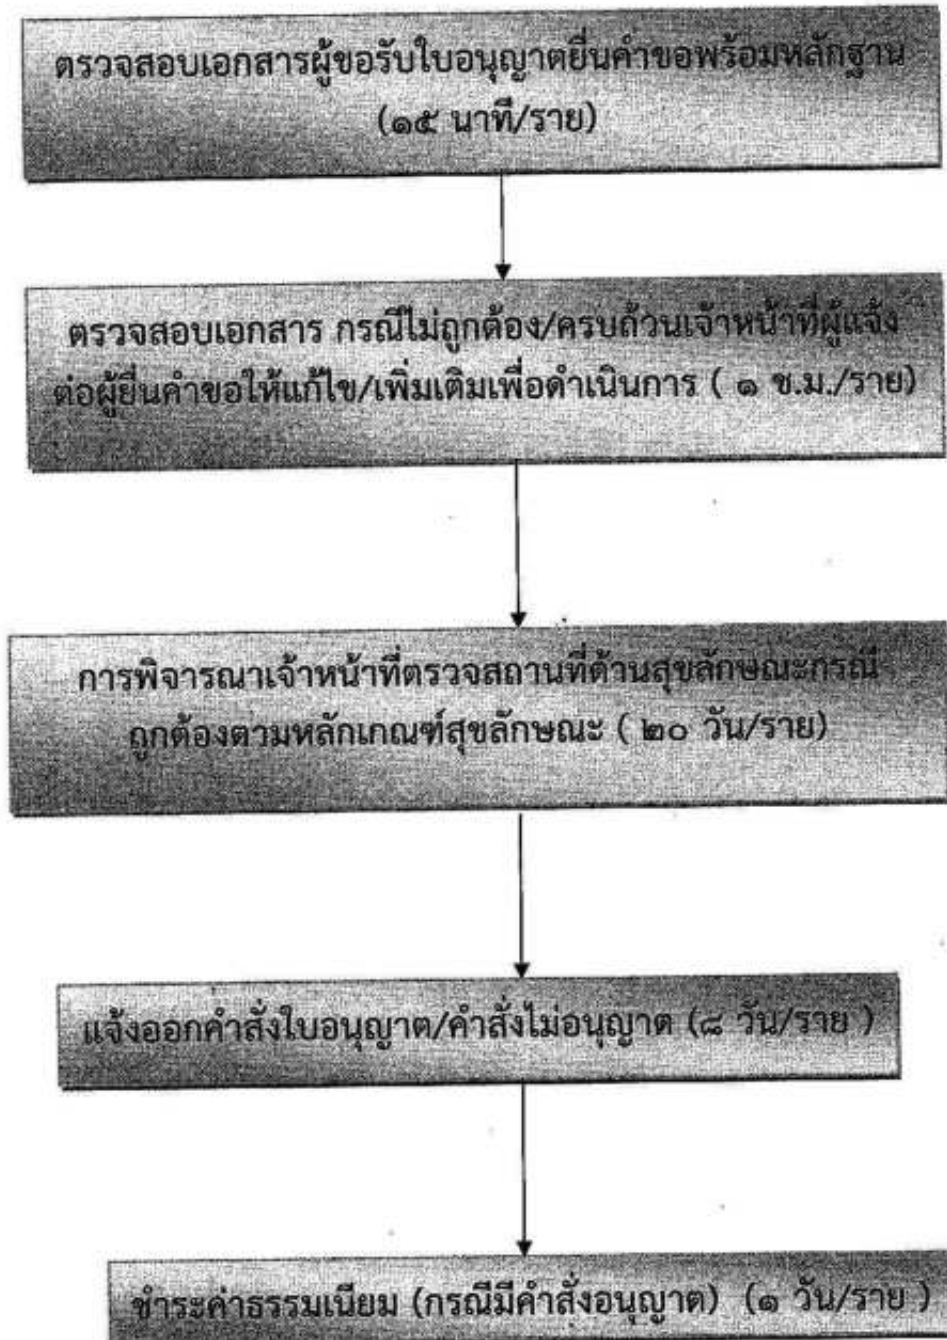 ตรวจสอบเอกสารผู้ขอรับใบอนุญาตยื่นคำขอพร้อมหลักฐาน
(๑๕ นาที/ราย)
ตรวจสอบเอกสาร กรณีไม่ถูกต้อง/ครบถ้วนเจ้าหน้าที่ผู้แจ้ง
ต่อผู้ยื่นคำขอให้แก้ไข/เพิ่มเติมเพื่อดำเนินการ ( ๑ ช.ม./ราย)
การพิจารณาเจ้าหน้าที่ตรวจสถานที่ด้านสุขลักษณะกรณี
ถูกต้องตามหลักเกณฑ์สุขลักษณะ ( ๒๐ วัน/ราย)
แจ้งออกคำสั่งใบอนุญาต/คำสั่งไม่อนุญาต (๘ วัน/ราย )
ชำระค่าธรรมเนียม (กรณีมีคำสั่งอนุญาต) (๑ วัน/ราย )